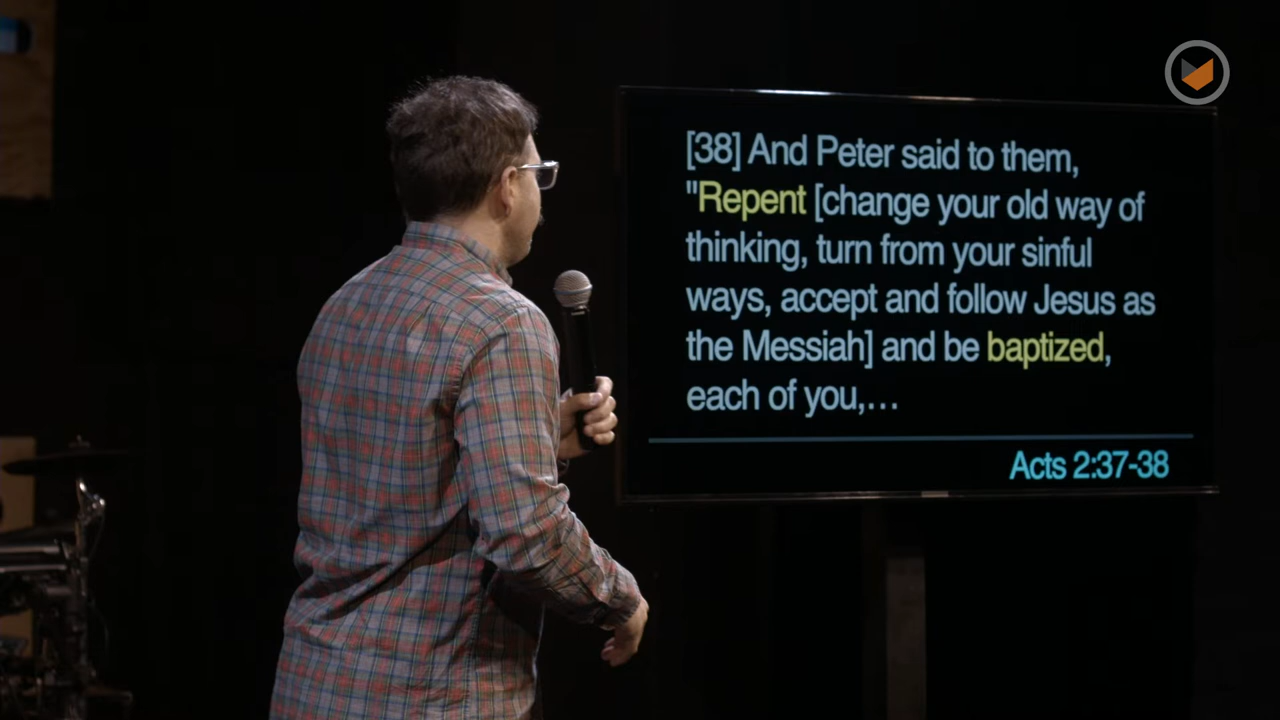 [38] And Peter said to them,
"Repent [change your old way of
thinking, turn from your sinful
ways, accept and follow Jesus as
the Messiah] and be baptized,
each of you,…
Acts 2:37-38